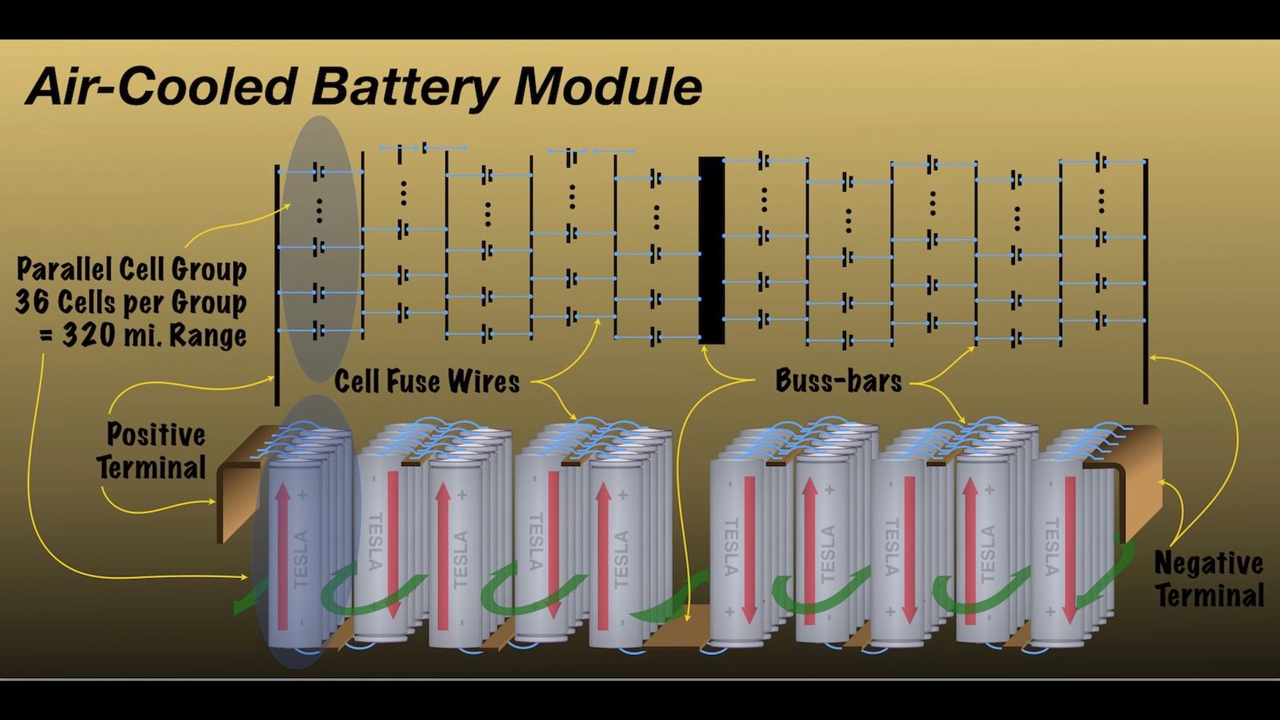 Air-Cooled Battery Module
Parallel Cell Group
36 Cells per Group
= 320 mi. Range
Cell Fuse Wires
Buss-bars
Positive
Terminal
Negative
Terminal
+ TESLA -
- TESLA
+ TESLA
- TESLA
+ TESLA
- TESLA +
+ TESLA
- TESLA
+ TESLA
- TESLA